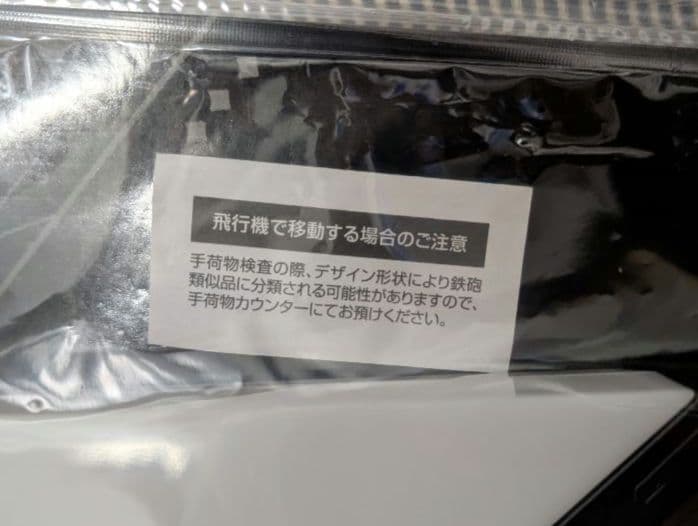 飛行機で移動する場合のご注意
手荷物検査の際、デザイン形状により鉄砲
類似品に分類される可能性がありますので、
手荷物カウンターにてお預けください。